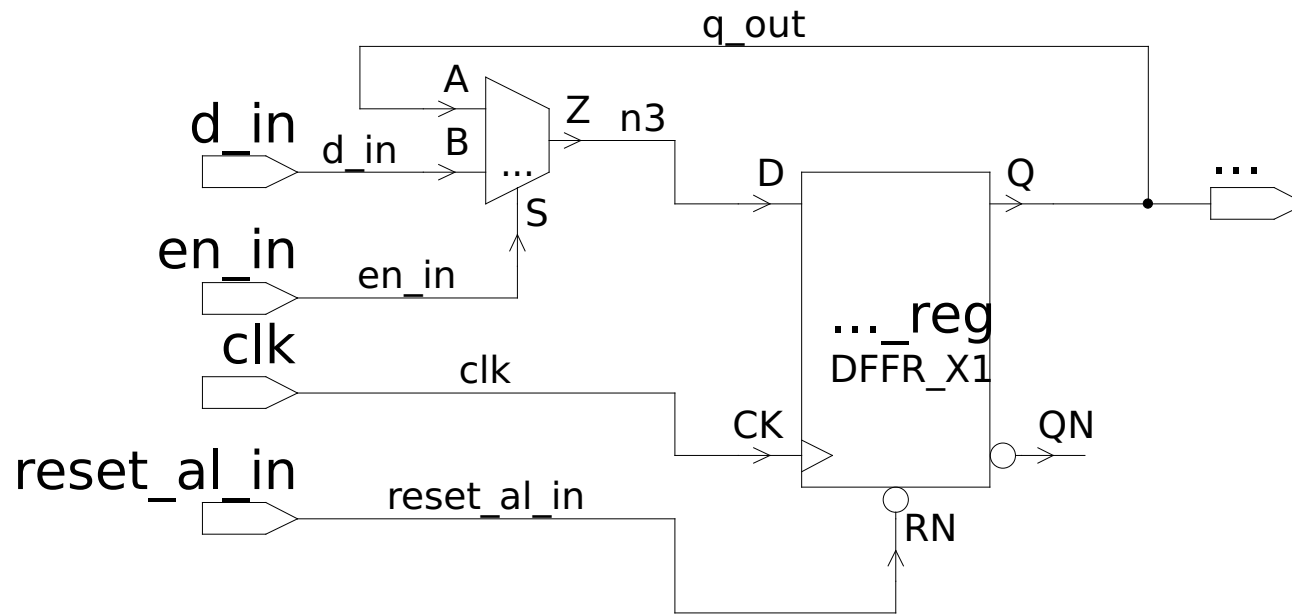 q_out
A
Z
n3
d_in
d_in
B
...
S
D
Q
...
en_in
en_in
..._reg
DFFR_X1
clk
clk
CK
QN
reset_al_in
reset_al_in
RN